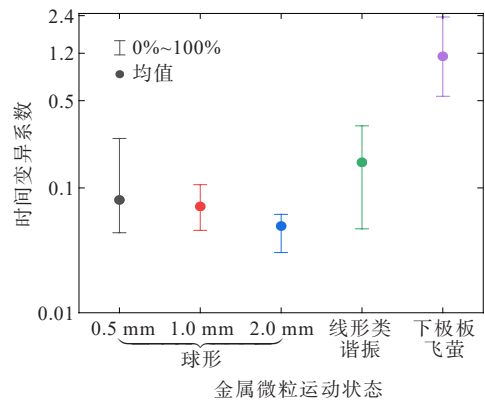 2.4
1.2
0.5
0.1
0.01
时间变异系数
0%~100%
均值
0.5 mm 1.0 mm 2.0 mm 线形类 下极板
球形 谐振 飞萤
金属微粒运动状态